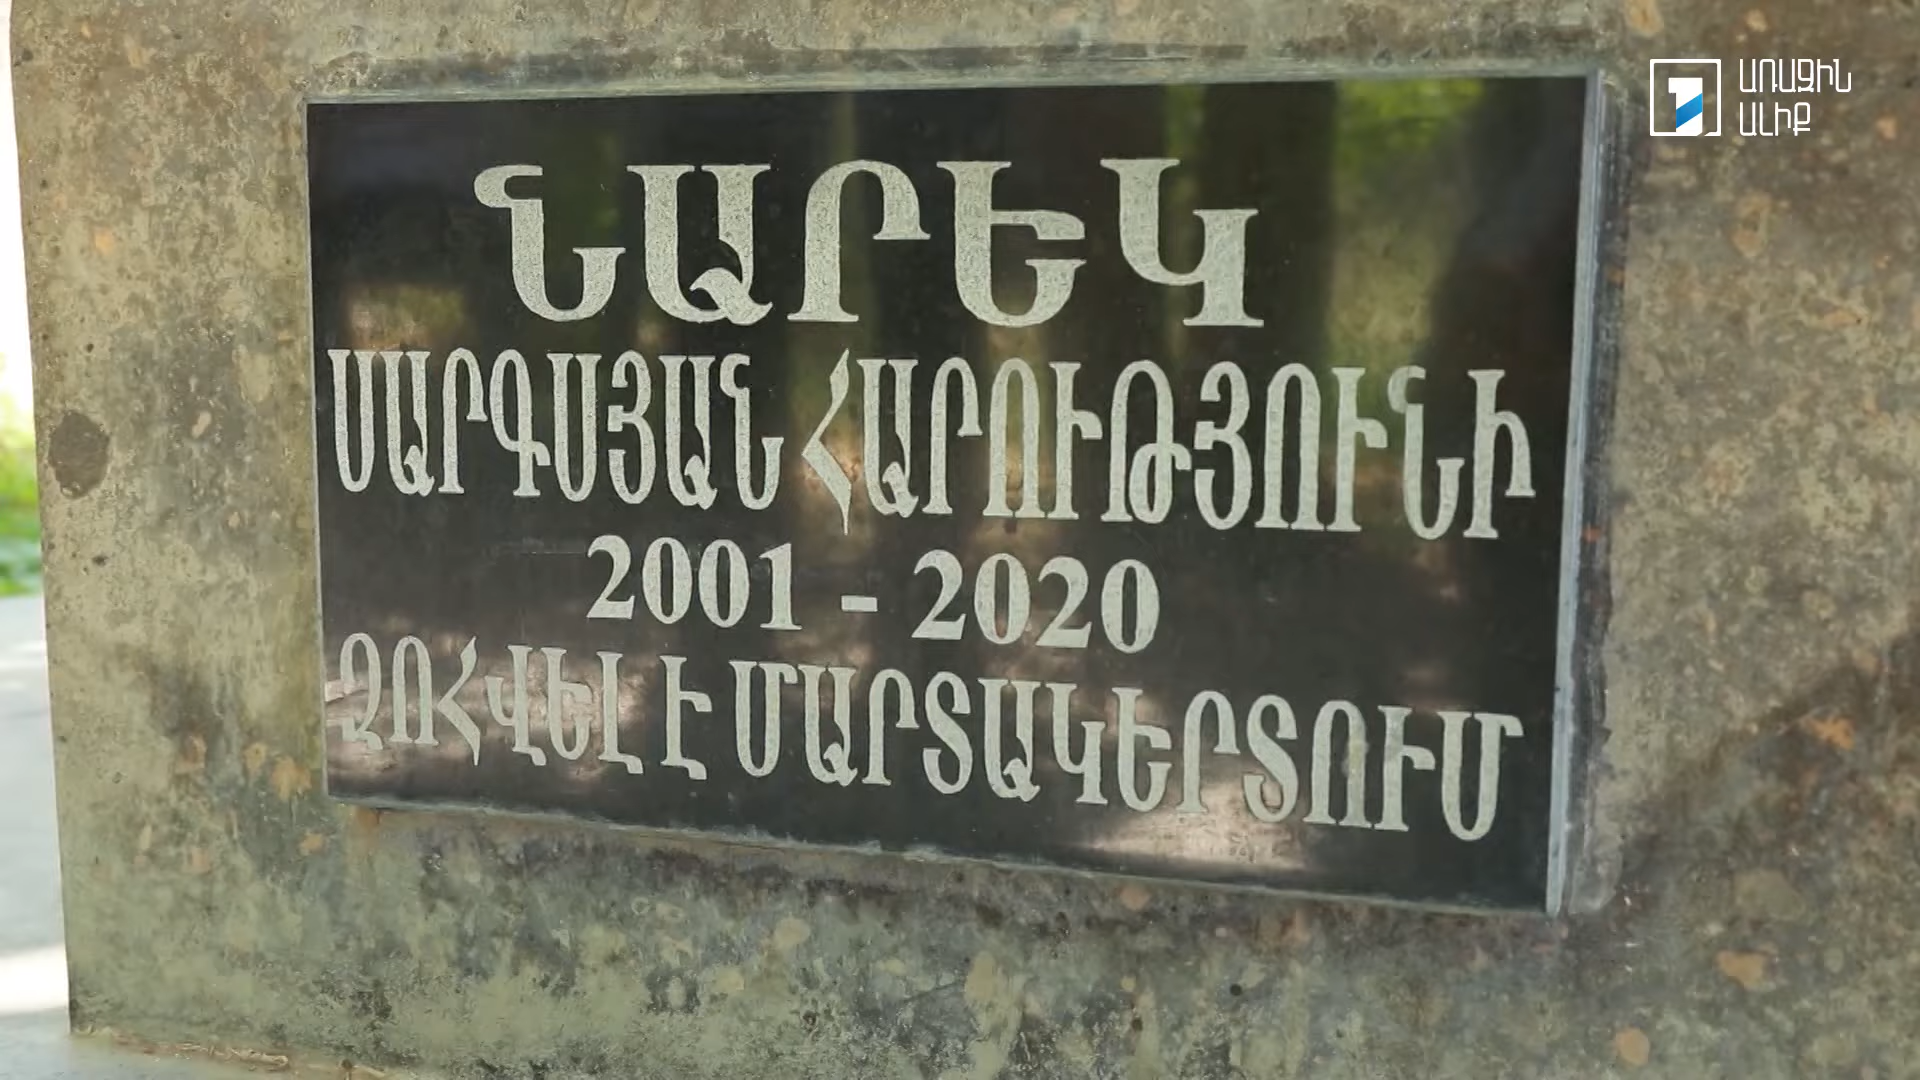 ԱՌԱՋԻՆ
ԱԼԻՔ
ՆԱՐԵԿ
ՍԱՐԳՍՅԱՆ ՀԱՐՈՒԹՅՈՒՆԻ
2001 - 2020
ԶՈՀՎԵԼ Է ՄԱՐՏԱԿԵՐՏՈՒՄ